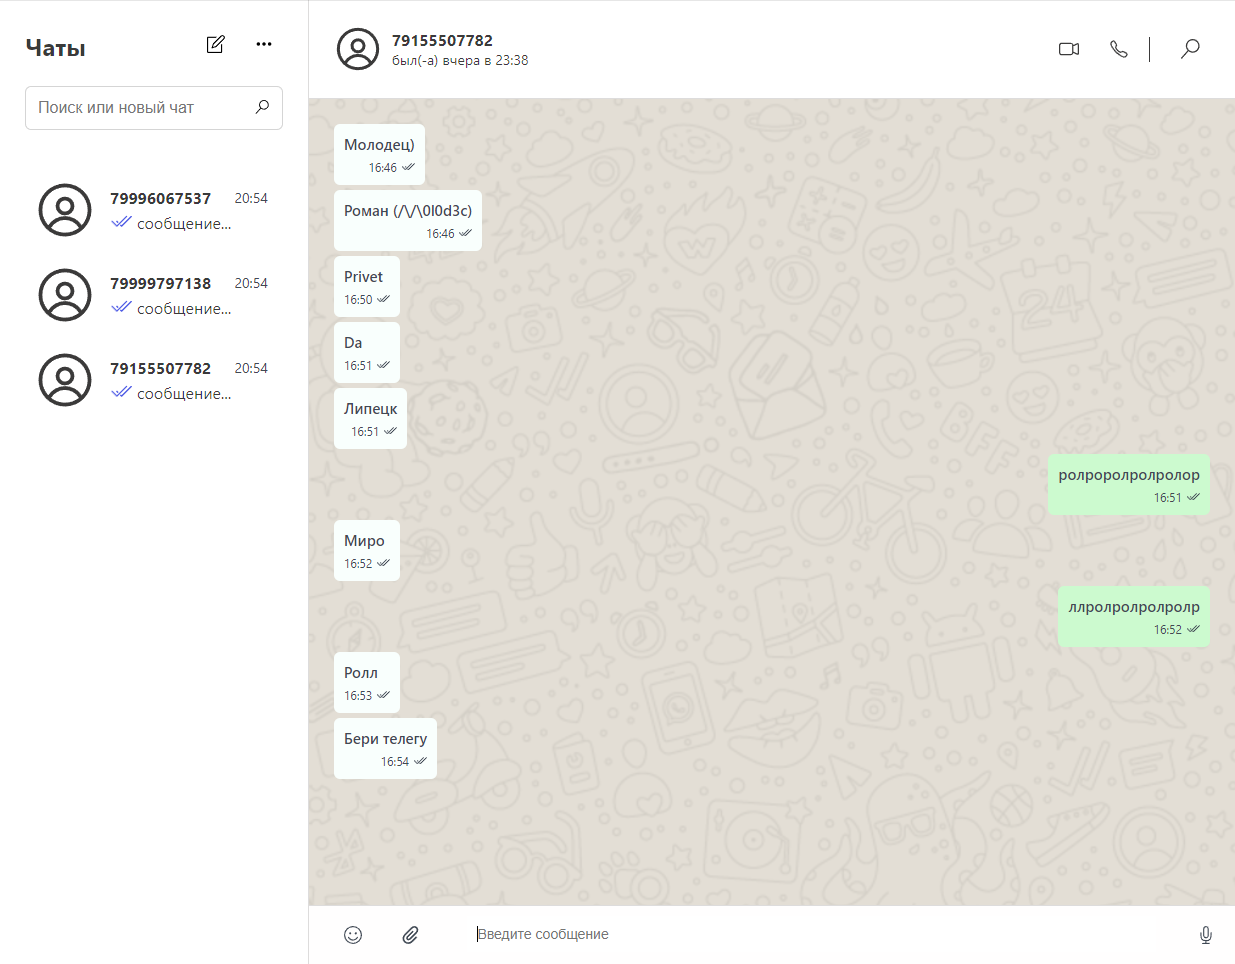 Чаты
Поиск или новый чат
79996067537 20:54
сообщение...
79999797138 20:54
сообщение...
79155507782 20:54
сообщение...
79155507782
был(-а) вчера в 23:38
Молодец)
16:46
Роман (/\/\0l0d3c)
16:46
Privet
16:50
Da
16:51
Липецк
16:51
ролроролролролор
16:51
Миро
16:52
ллролролролролр
16:52
Ролл
16:53
Бери телегу
16:54
Введите сообщение